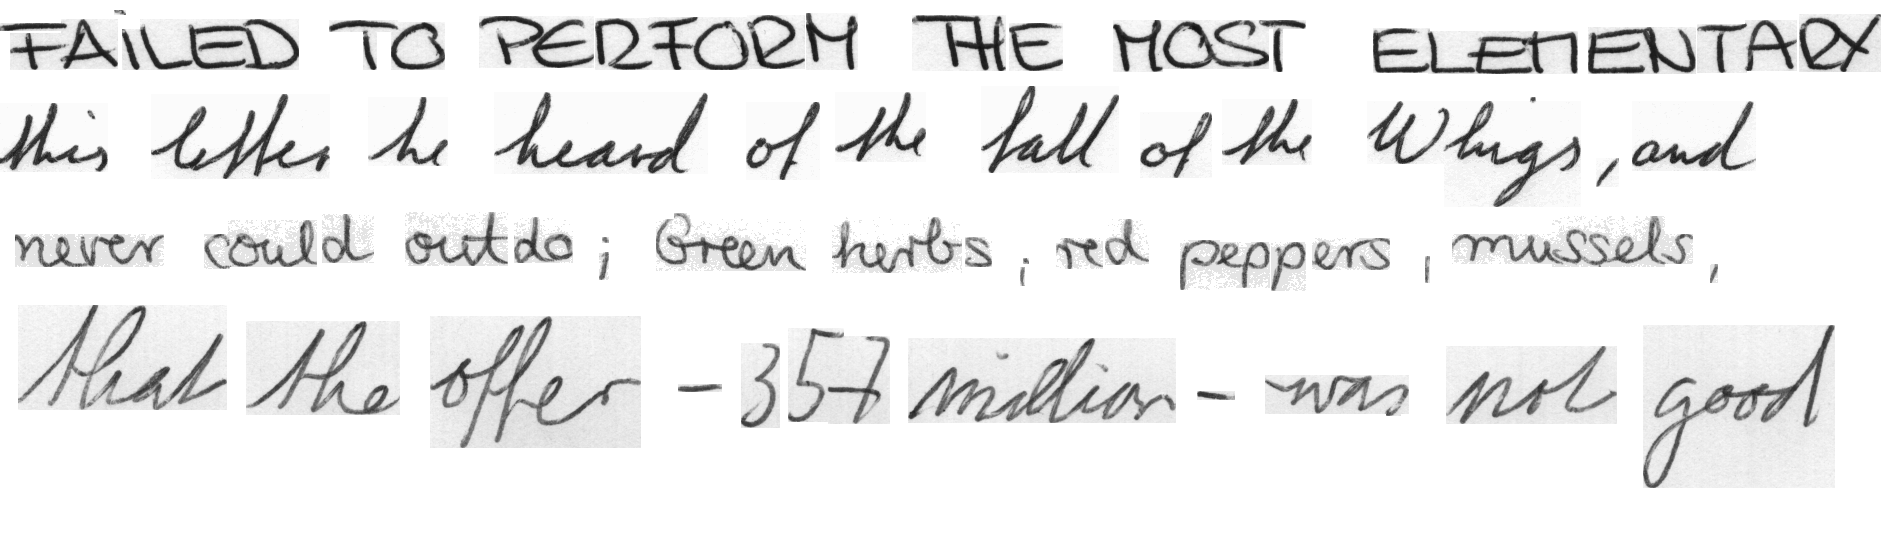 FAILED TO PERFORM THE MOST ELEMENTARY
this letter he heard of the fall of the Whigs, and
never could outdo; Green herbs, red peppers, mussels,
that the offer - 357 million - was not good